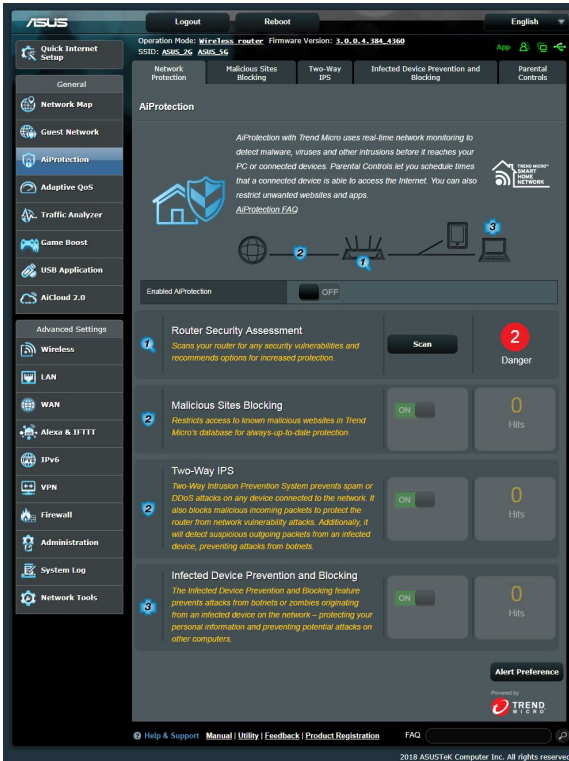 ASUS
Logout
Reboot
English
Quick Internet
Setup
Operation Mode: Wireless router Firmware Version: 3.0.0.4.384_4360
SSID: ASUS_2G ASUS_5G
App
General
Network Map
Guest Network
AiProtection
Adaptive QoS
Traffic Analyzer
Game Boost
USB Application
AiCloud 2.0
Advanced Settings
Wireless
LAN
WAN
Alexa & IFTTT
IPv6
VPN
Firewall
Administration
System Log
Network Tools
Network
Protection
Malicious Sites
Blocking
Two-Way
IPS
Infected Device Prevention and
Blocking
Parental
Controls
AiProtection
AiProtection with Trend Micro uses real-time network monitoring to
detect malware, viruses and other intrusions before it reaches your
PC or connected devices. Parental Controls let you schedule times
that a connected device is able to access the Internet. You can also
restrict unwanted websites and apps.
AiProtection FAQ
TREND MICRO™
SMART
HOME
NETWORK
2
1
3
Enabled AiProtection
OFF
1
Router Security Assessment
Scans your router for any security vulnerabilities and
recommends options for increased protection.
Scan
2
Danger
2
Malicious Sites Blocking
Restricts access to known malicious websites in Trend
Micro's database for always-up-to-date protection.
ON
0
Hits
2
Two-Way IPS
Two-Way Intrusion Prevention System prevents spam or
DDoS attacks on any device connected to the network. It
also blocks malicious incoming packets to protect the
router from network vulnerability attacks. Additionally, it
will detect suspicious outgoing packets from an infected
device, preventing attacks from botnets.
ON
0
Hits
3
Infected Device Prevention and Blocking
The Infected Device Prevention and Blocking feature
prevents attacks from botnets or zombies originating
from an infected device on the network – protecting your
personal information and preventing potential attacks on
other computers.
ON
0
Hits
Alert Preference
Powered by
TREND
MICRO
Help & Support
Manual | Utility | Feedback | Product Registration
FAQ
2018 ASUSTeK Computer Inc. All rights reserved